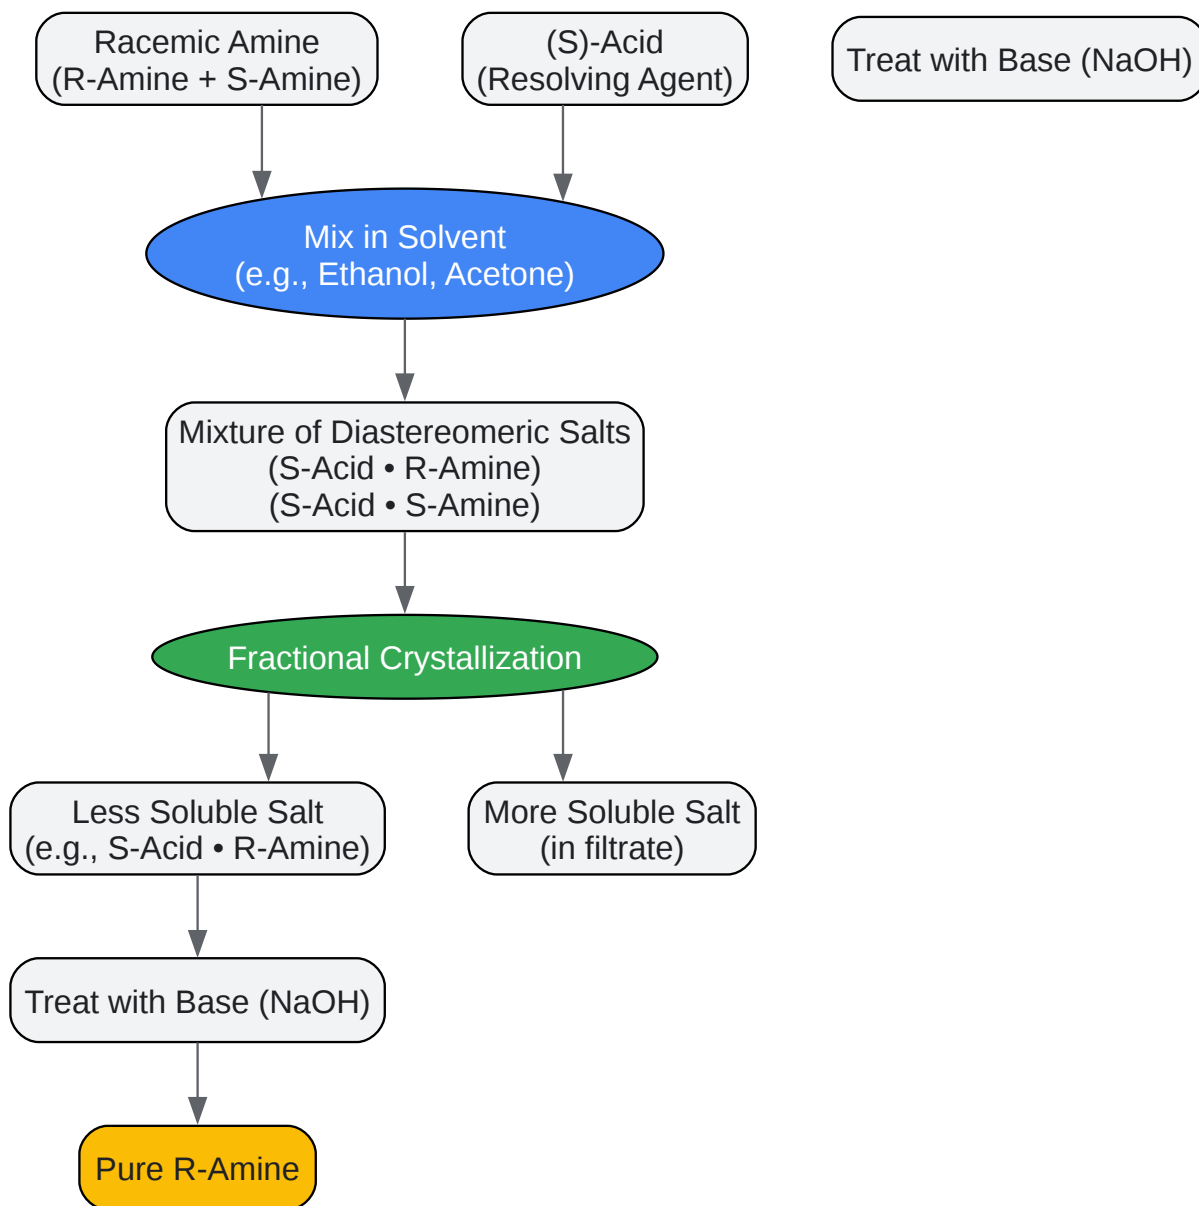 Racemic Amine
(R-Amine + S-Amine)
(S)-Acid
(Resolving Agent)
Treat with Base (NaOH)
Mix in Solvent
(e.g., Ethanol, Acetone)
Mixture of Diastereomeric Salts
(S-Acid • R-Amine)
(S-Acid • S-Amine)
Fractional Crystallization
Less Soluble Salt
(e.g., S-Acid • R-Amine)
More Soluble Salt
(in filtrate)
Treat with Base (NaOH)
Pure R-Amine